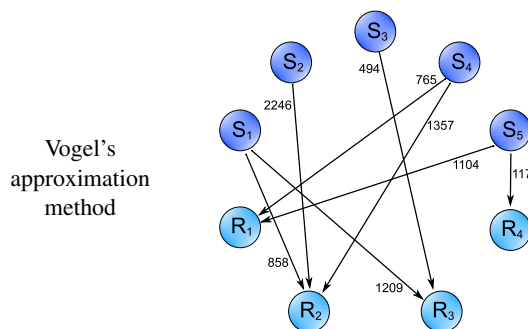 S3
S2
S4
494
765
2246
1357
S1
S5
Vogel's
approximation
method
1104
117
R1
R4
858
1209
R2
R3